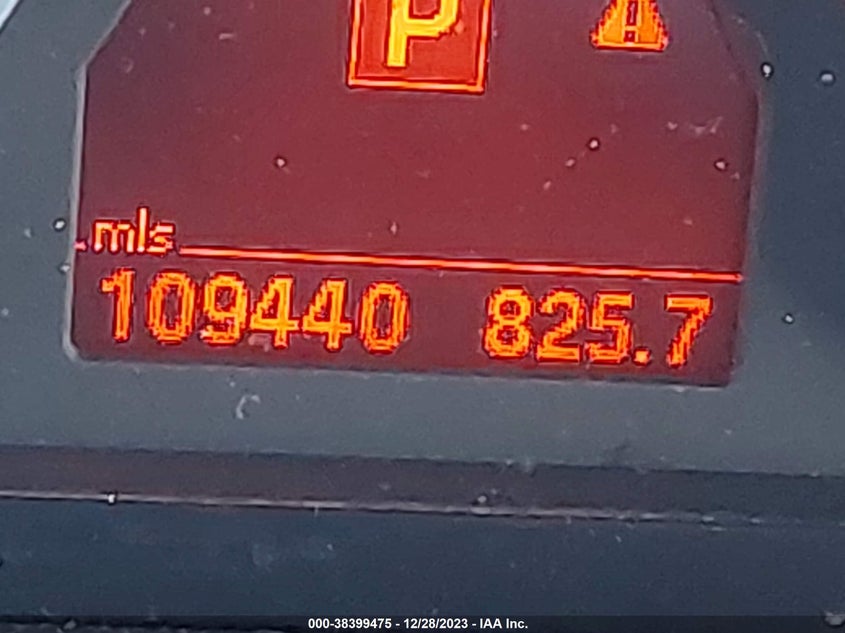 P
mls
109440 825.7
000-38399475 - 12/28/2023 - IAA Inc.